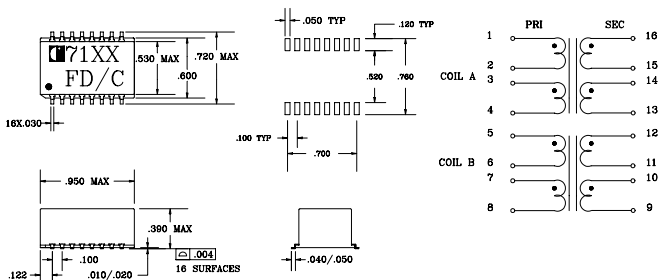 71XX
FD/C
.530 MAX
.600
.720 MAX
16X.030
.050 TYP
.120 TYP
.520
.760
.100 TYP
.700
PRI SEC
1 16
2 15
COIL A
3 14
4 13
5 12
COIL B
6 11
7 10
8 9
.950 MAX
.390 MAX
.100
.122
.010/.020
.004
16 SURFACES
.040/.050